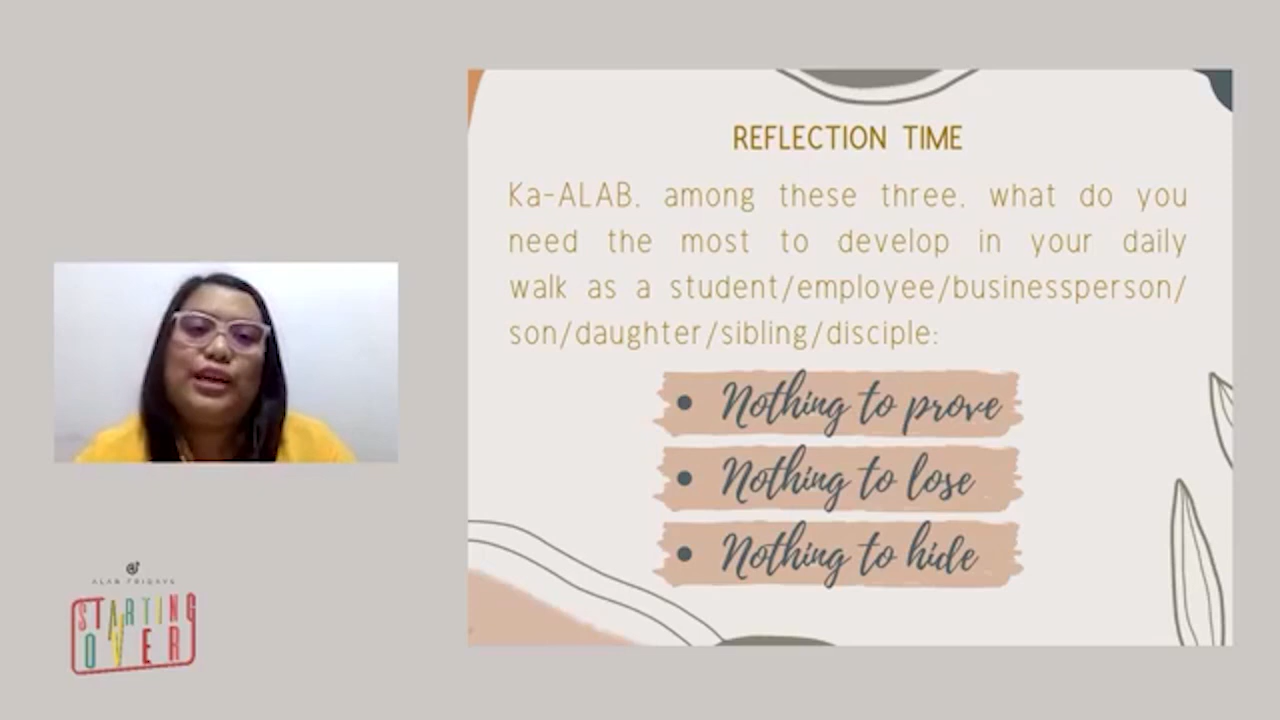 REFLECTION TIME
Ka-ALAB, among these three, what do you
need the most to develop in your daily
walk as a student/employee/businessperson/
son/daughter/sibling/disciple:
• Nothing to prove
• Nothing to lose
• Nothing to hide
ALAB FRIDAYS
STARTING
OVER